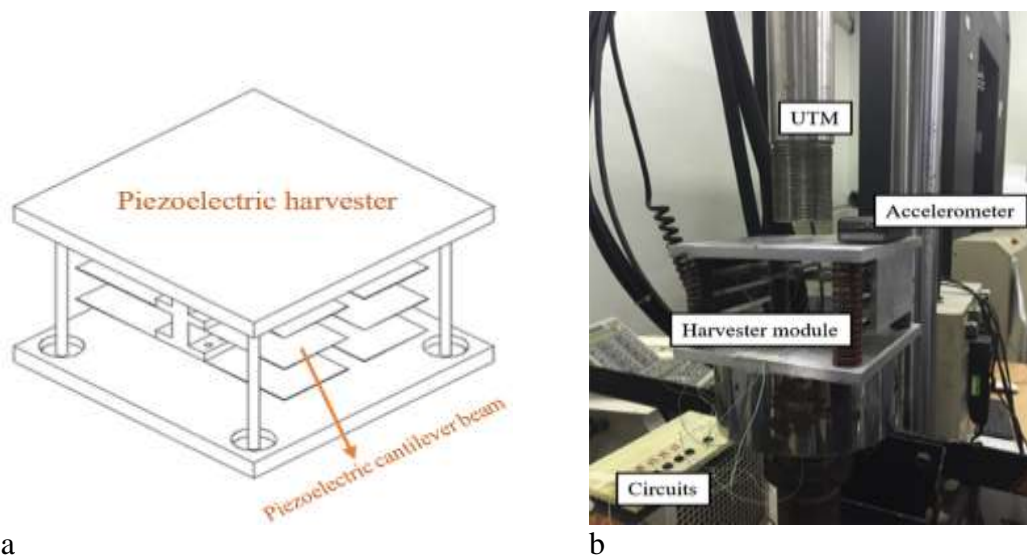 Piezoelectric harvester
Piezoelectric cantilever beam
a
UTM
Accelerometer
Harvester module
Circuits
b